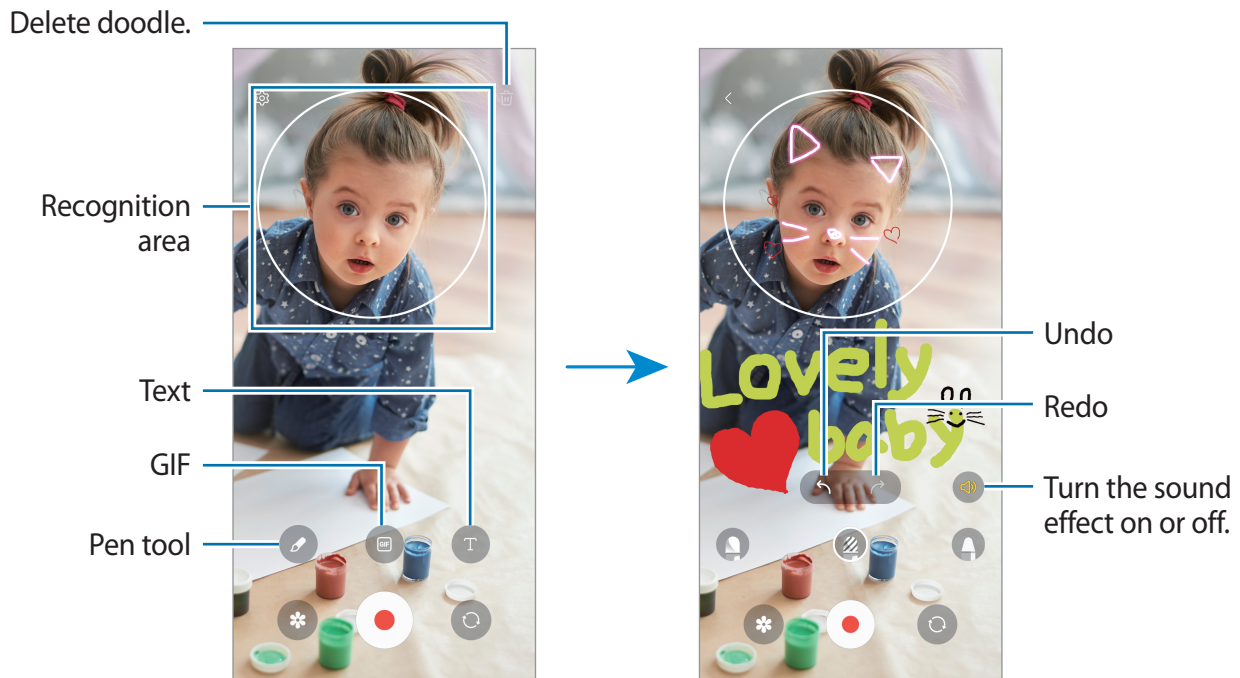 Delete doodle.
Recognition
area
Text
GIF
Pen tool
GIF
T
Lovely
baby
Undo
Redo
Turn the sound
effect on or off.